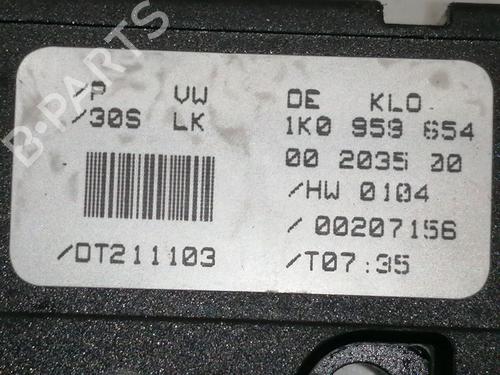 /P VW DE KLO
/30S LK 1K0 959 654
00 2035 00
/HW 0104
/00207156
/DT211103 /T07:35
B-PARTS